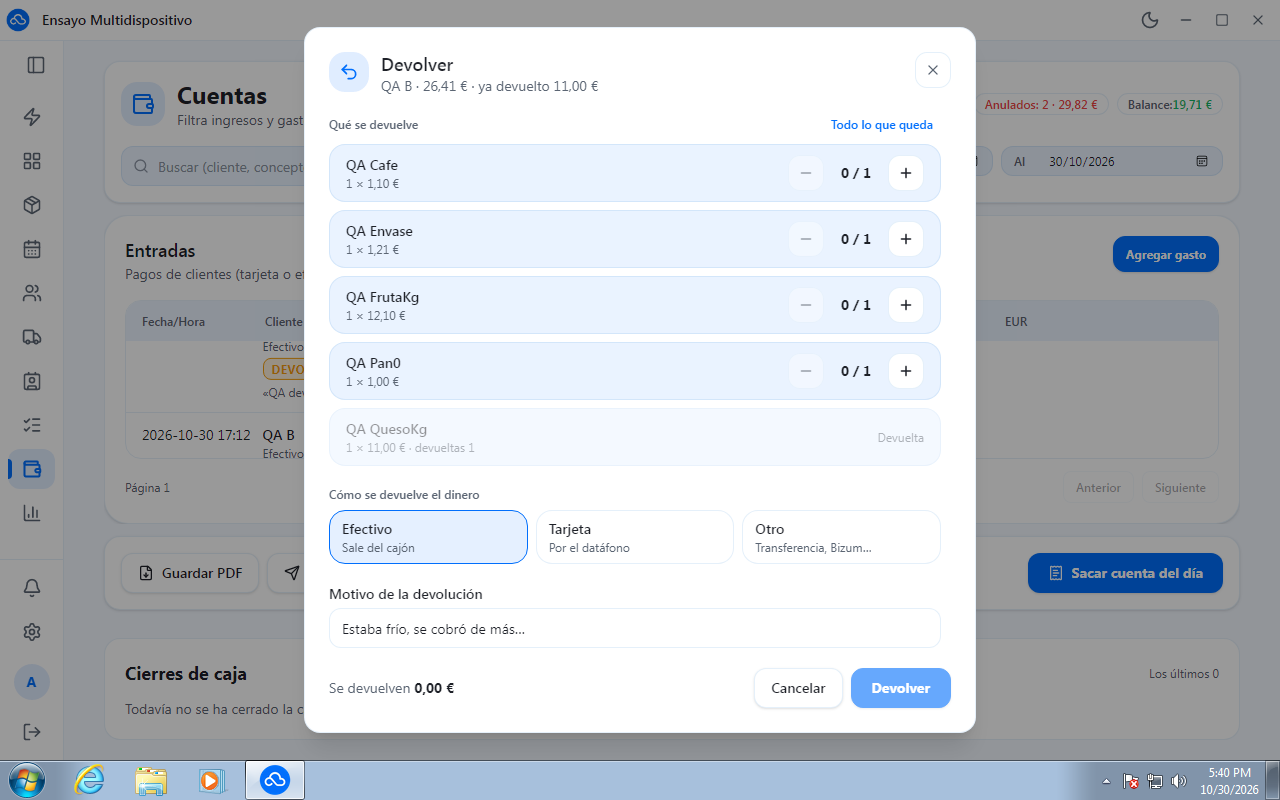 Ensayo Multidispositivo
Devolver
QA B · 26,41 € · ya devuelto 11,00 €
Cuentas
Filtra ingresos y gast
Anulados: 2 · 29,82 €
Balance:19,71 €
Buscar (cliente, concept
Al
30/10/2026
Qué se devuelve
Todo lo que queda
QA Cafe
1 × 1,10 €
0 / 1
QA Envase
1 × 1,21 €
0 / 1
QA FrutaKg
1 × 12,10 €
0 / 1
QA Pan0
1 × 1,00 €
0 / 1
QA QuesoKg
1 × 11,00 € · devueltas 1
Devuelta
Entradas
Pagos de clientes (tarjeta o ef
Agregar gasto
Fecha/Hora
Cliente
EUR
Efectivo
DEVO
«QA dev
2026-10-30 17:12
QA B
Efectivo
Página 1
Anterior
Siguiente
Cómo se devuelve el dinero
Efectivo
Sale del cajón
Tarjeta
Por el datáfono
Otro
Transferencia, Bizum...
Guardar PDF
Sacar cuenta del día
Motivo de la devolución
Estaba frío, se cobró de más...
Cierres de caja
Los últimos 0
Todavía no se ha cerrado la c
Se devuelven 0,00 €
Cancelar
Devolver
A
5:40 PM
10/30/2026